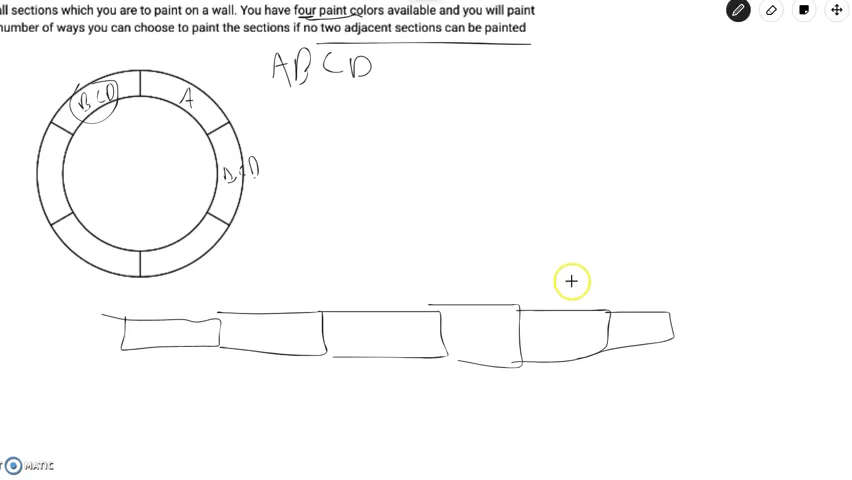 all sections which you are to paint on a wall. You have four paint colors available and you will paint
number of ways you can choose to paint the sections if no two adjacent sections can be painted
A B C D
B C D
A
B C D
MATIC